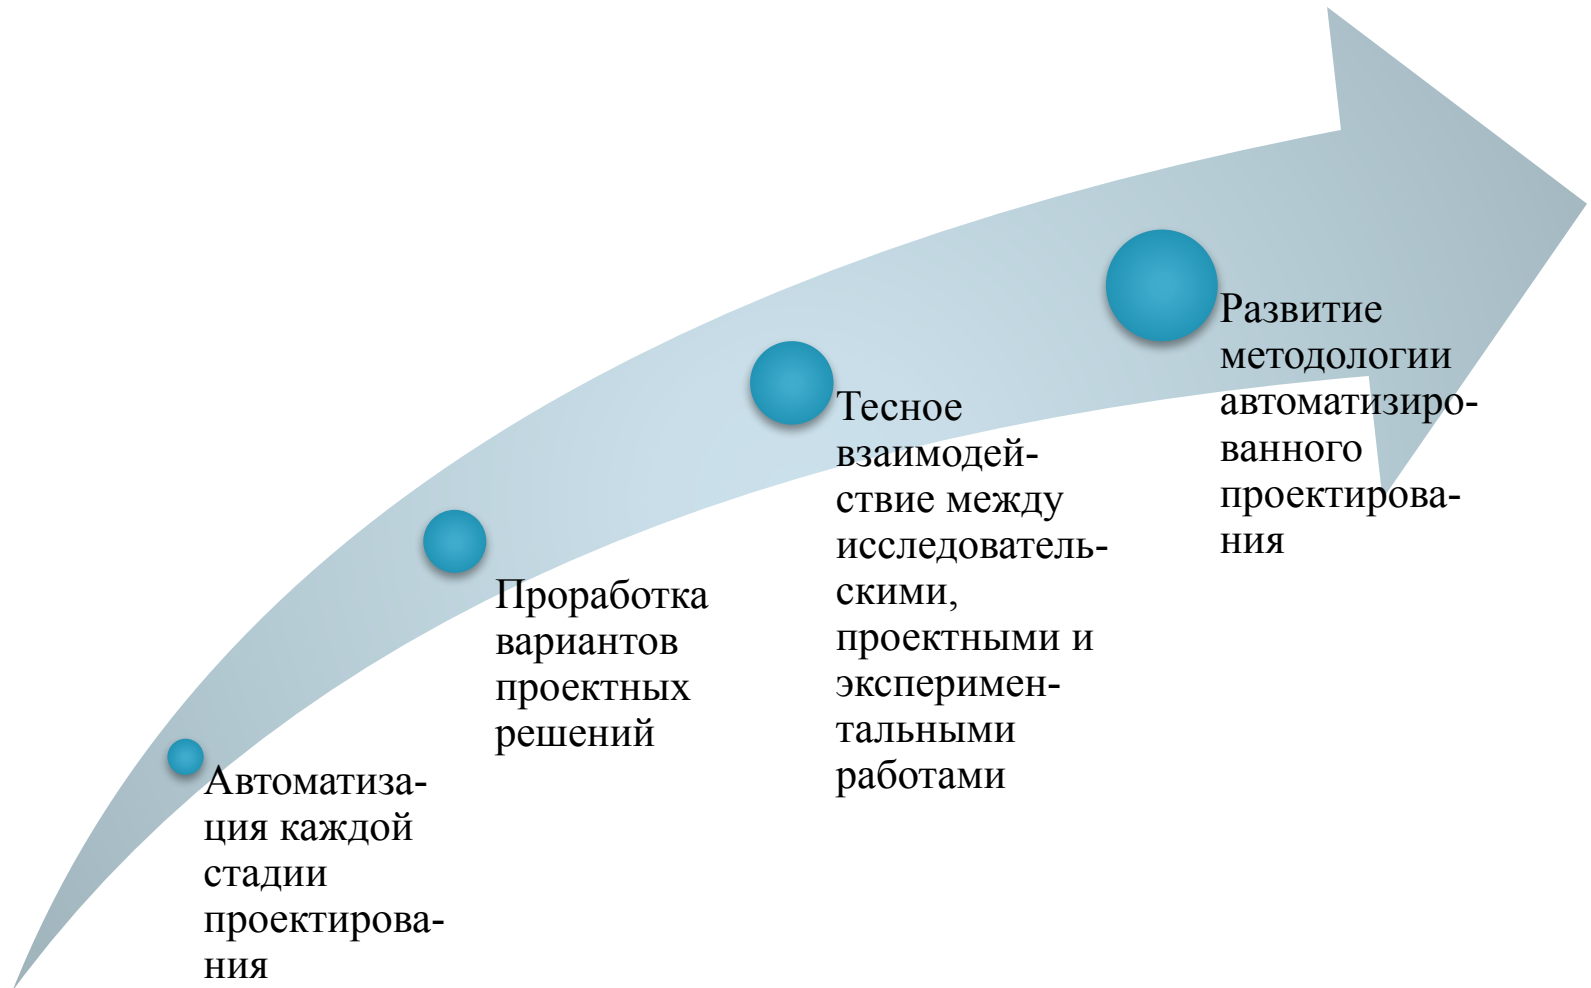 Автоматиза-
ция каждой
стадии
проектирова-
ния
Проработка
вариантов
проектных
решений
Тесное
взаимодей-
ствие между
исследователь-
скими,
проектными и
эксперимен-
тальными
работами
Развитие
методологии
автоматизиро-
ванного
проектирова-
ния